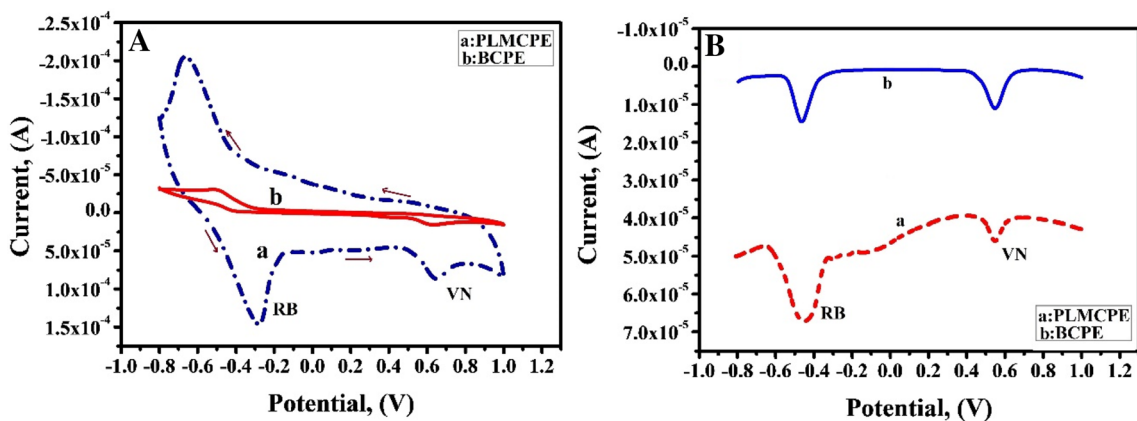 A
a:PLMCPE
b:BCPE
-2.5x10⁻⁴
-2.0x10⁻⁴
-1.5x10⁻⁴
-1.0x10⁻⁴
-5.0x10⁻⁵
0.0
5.0x10⁻⁵
1.0x10⁻⁴
1.5x10⁻⁴
Current, (A)
b
a
RB
VN
-1.0 -0.8 -0.6 -0.4 -0.2 0.0 0.2 0.4 0.6 0.8 1.0 1.2
Potential, (V)
B
-1.0x10⁻⁵
0.0
1.0x10⁻⁵
2.0x10⁻⁵
3.0x10⁻⁵
4.0x10⁻⁵
5.0x10⁻⁵
6.0x10⁻⁵
7.0x10⁻⁵
Current, (A)
b
a
VN
RB
a:PLMCPE
b:BCPE
-1.0 -0.8 -0.6 -0.4 -0.2 0.0 0.2 0.4 0.6 0.8 1.0 1.2
Potential, (V)